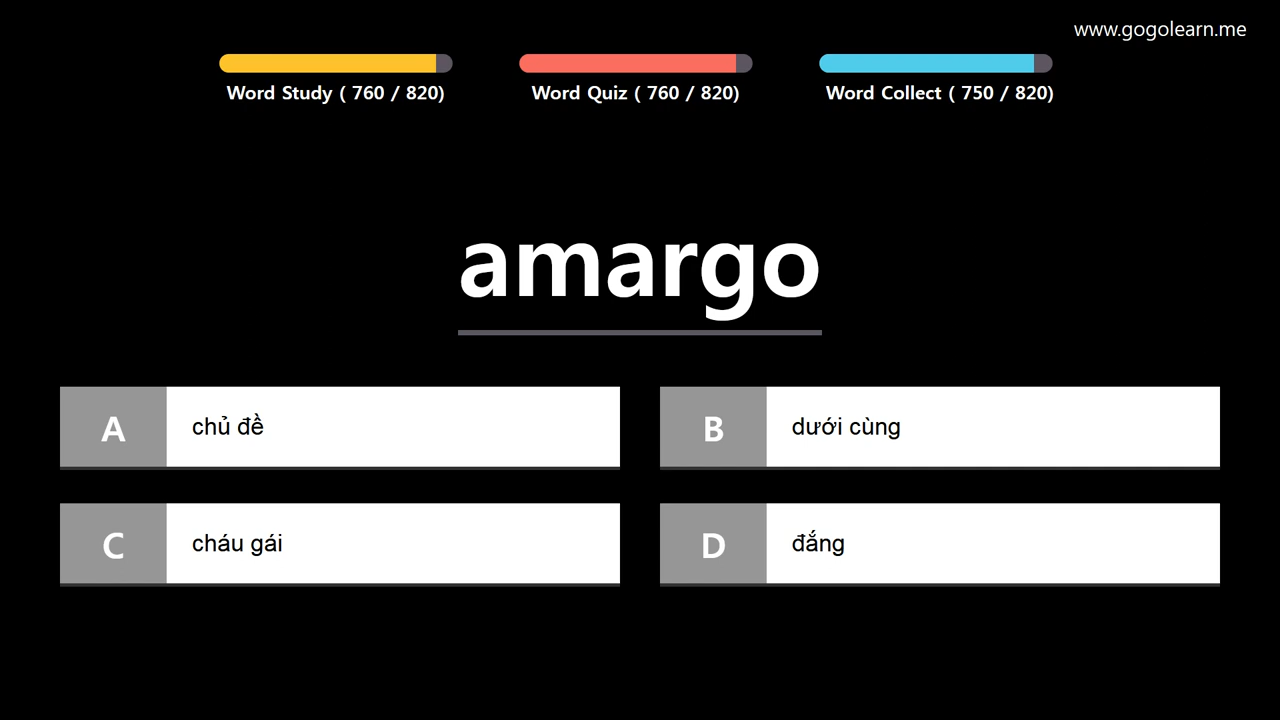 www.gogolearn.me
Word Study ( 760 / 820)
Word Quiz ( 760 / 820)
Word Collect ( 750 / 820)
amargo
A chủ đề
B dưới cùng
C cháu gái
D đắng